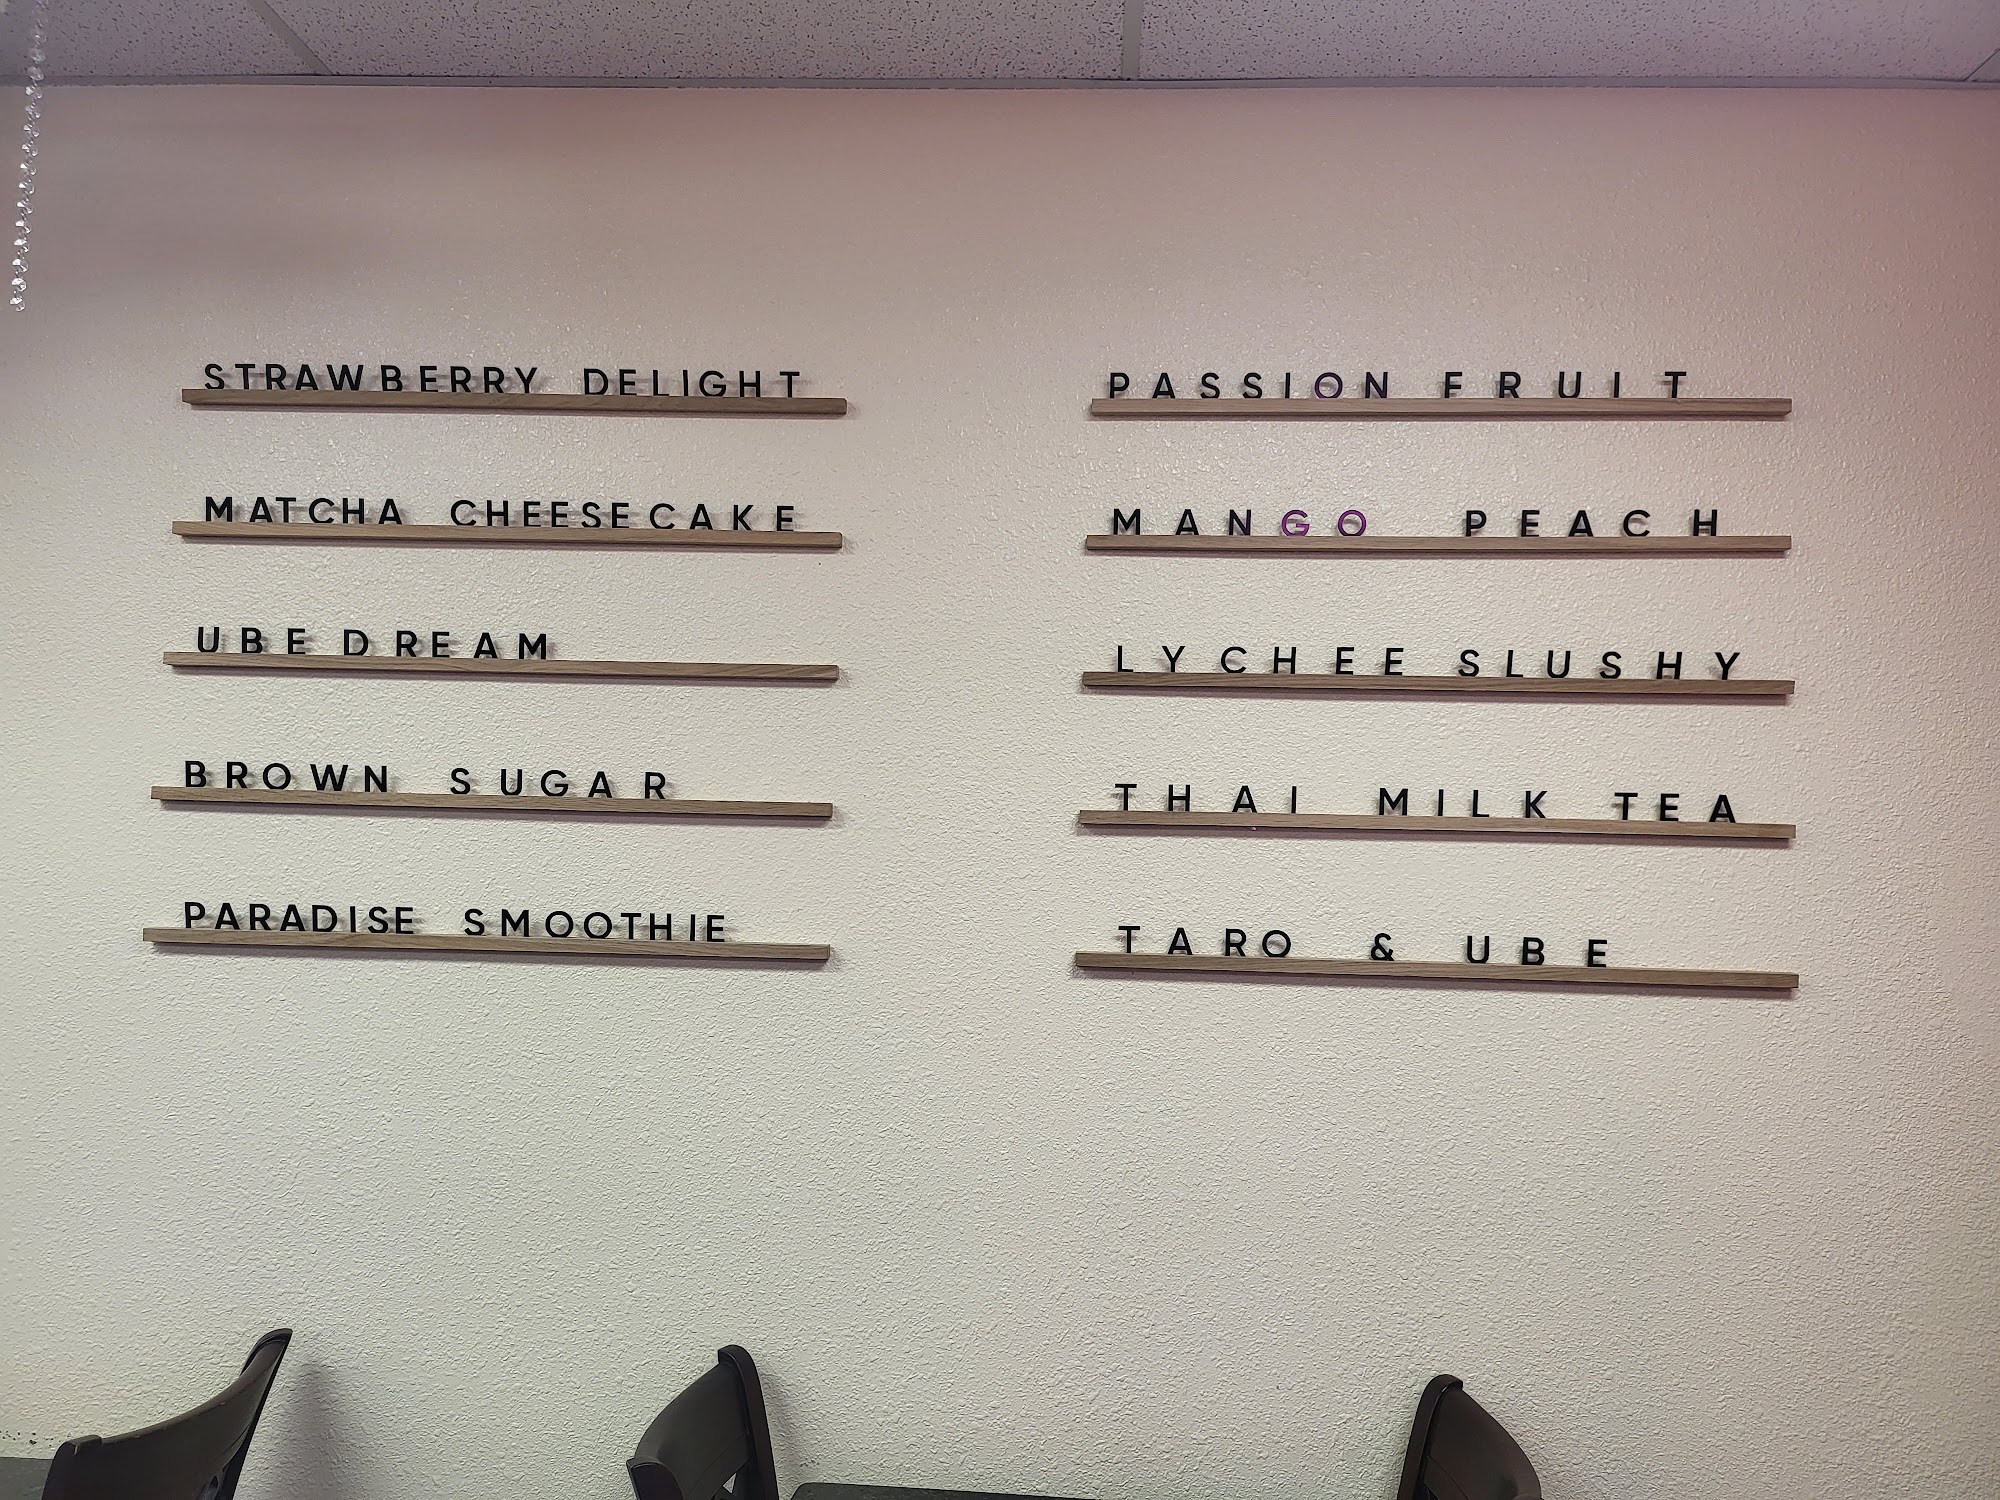 STRAWBERRY DELIGHT
MATCHA CHEESECAKE
UBE DREAM
BROWN SUGAR
PARADISE SMOOTHIE
PASSION FRUIT
MANGO PEACH
LYCHEE SLUSHY
THAI MILK TEA
TARO & UBE